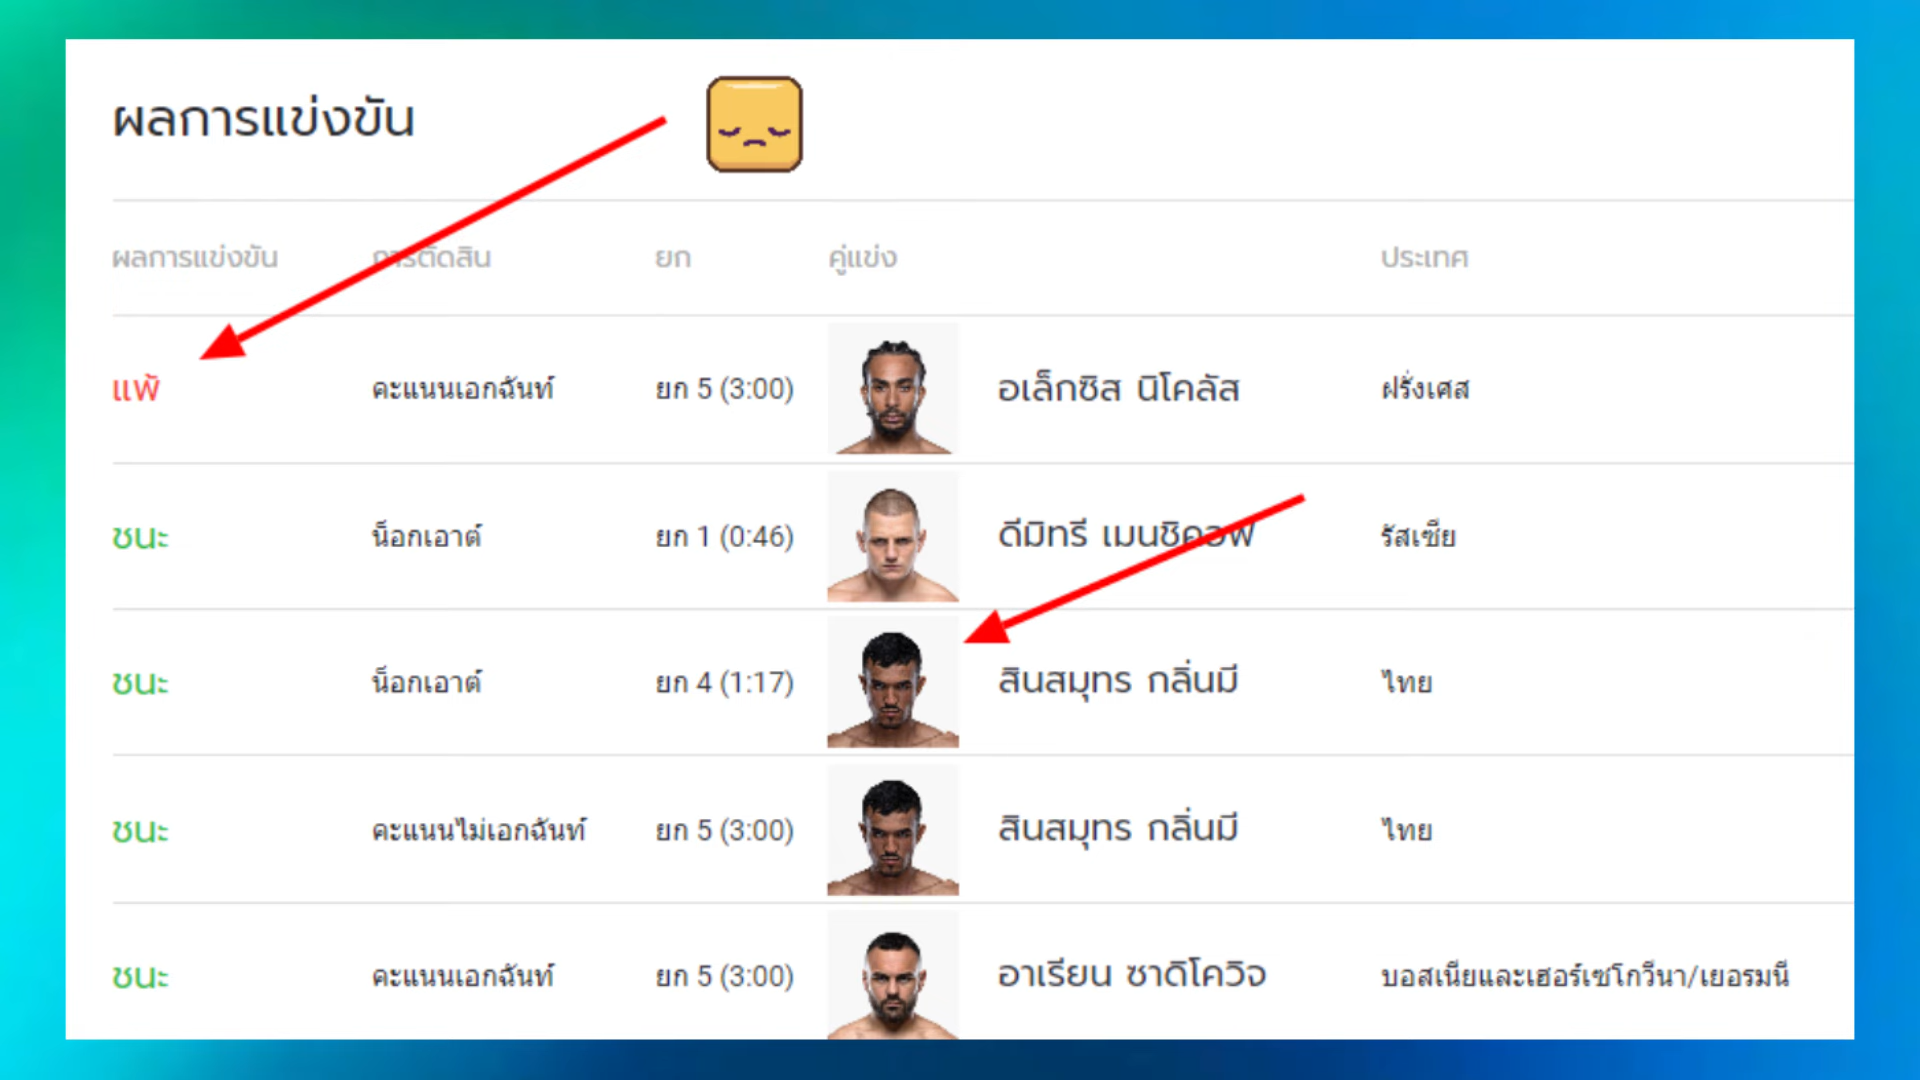 ผลการแข่งขัน
ผลการแข่งขัน การตัดสิน ยก คู่แข่ง ประเทศ
แพ้ คะแนนเอกฉันท์ ยก 5 (3:00) อเล็กซิส นิโคลัส ฝรั่งเศส
ชนะ น็อกเอาต์ ยก 1 (0:46) ดีมิทรี เมนชิคอฟ รัสเซีย
ชนะ น็อกเอาต์ ยก 4 (1:17) สินสมุทร กลิ่นมี ไทย
ชนะ คะแนนไม่เอกฉันท์ ยก 5 (3:00) สินสมุทร กลิ่นมี ไทย
ชนะ คะแนนเอกฉันท์ ยก 5 (3:00) อาเรียน ซาดิโควิจ บอสเนียและเฮอร์เซโกวีนา/เยอรมนี